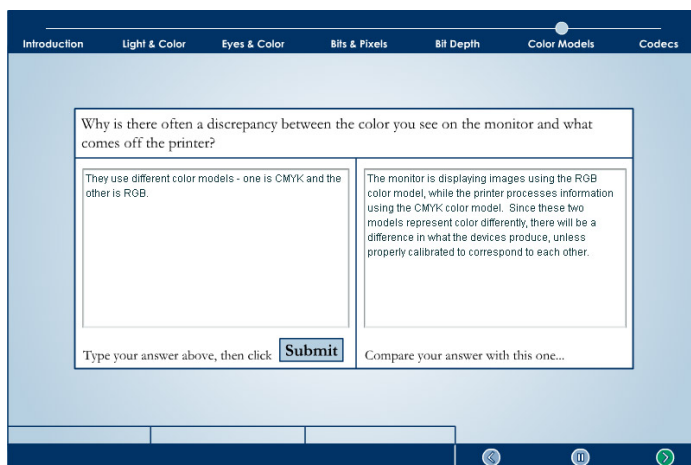 Introduction Light & Color Eyes & Color Bits & Pixels Bit Depth Color Models Codecs
Why is there often a discrepancy between the color you see on the monitor and what
comes off the printer?
They use different color models - one is CMYK and the
other is RGB.
Type your answer above, then click Submit
The monitor is displaying images using the RGB
color model, while the printer processes information
using the CMYK color model. Since these two
models represent color differently, there will be a
difference in what the devices produce, unless
properly calibrated to correspond to each other.
Compare your answer with this one...